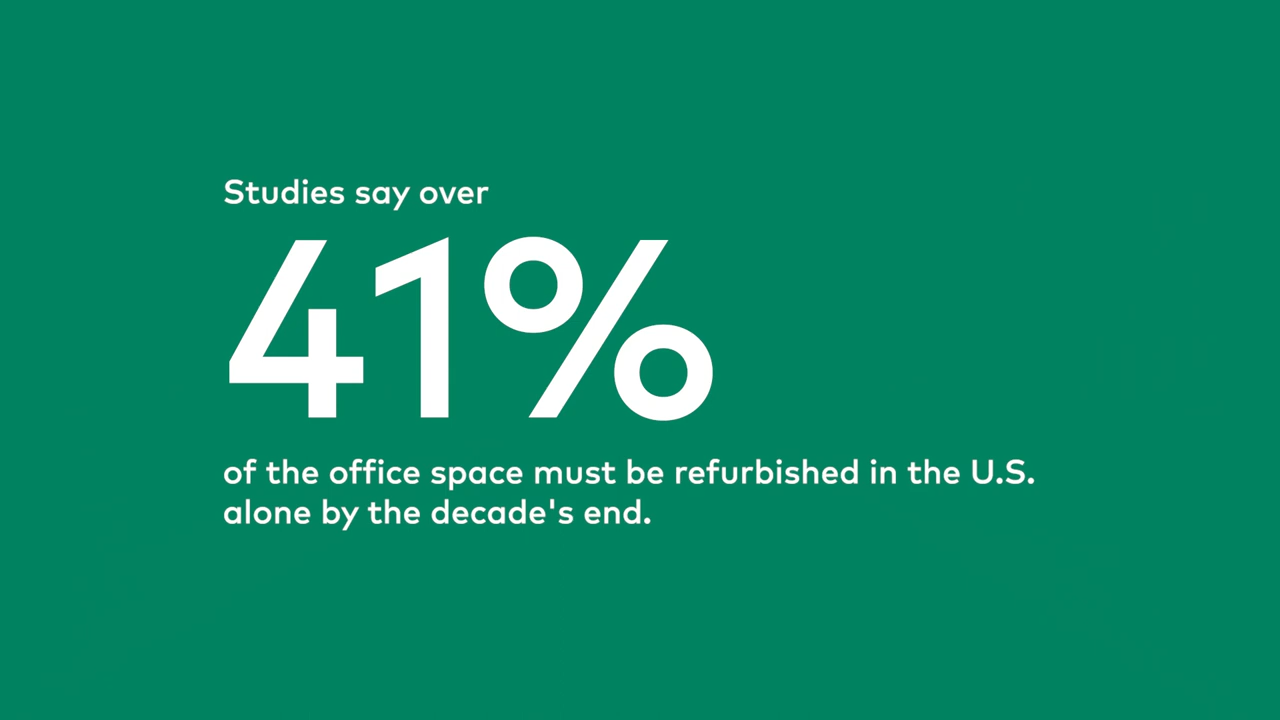 Studies say over
41%
of the office space must be refurbished in the U.S.
alone by the decade's end.